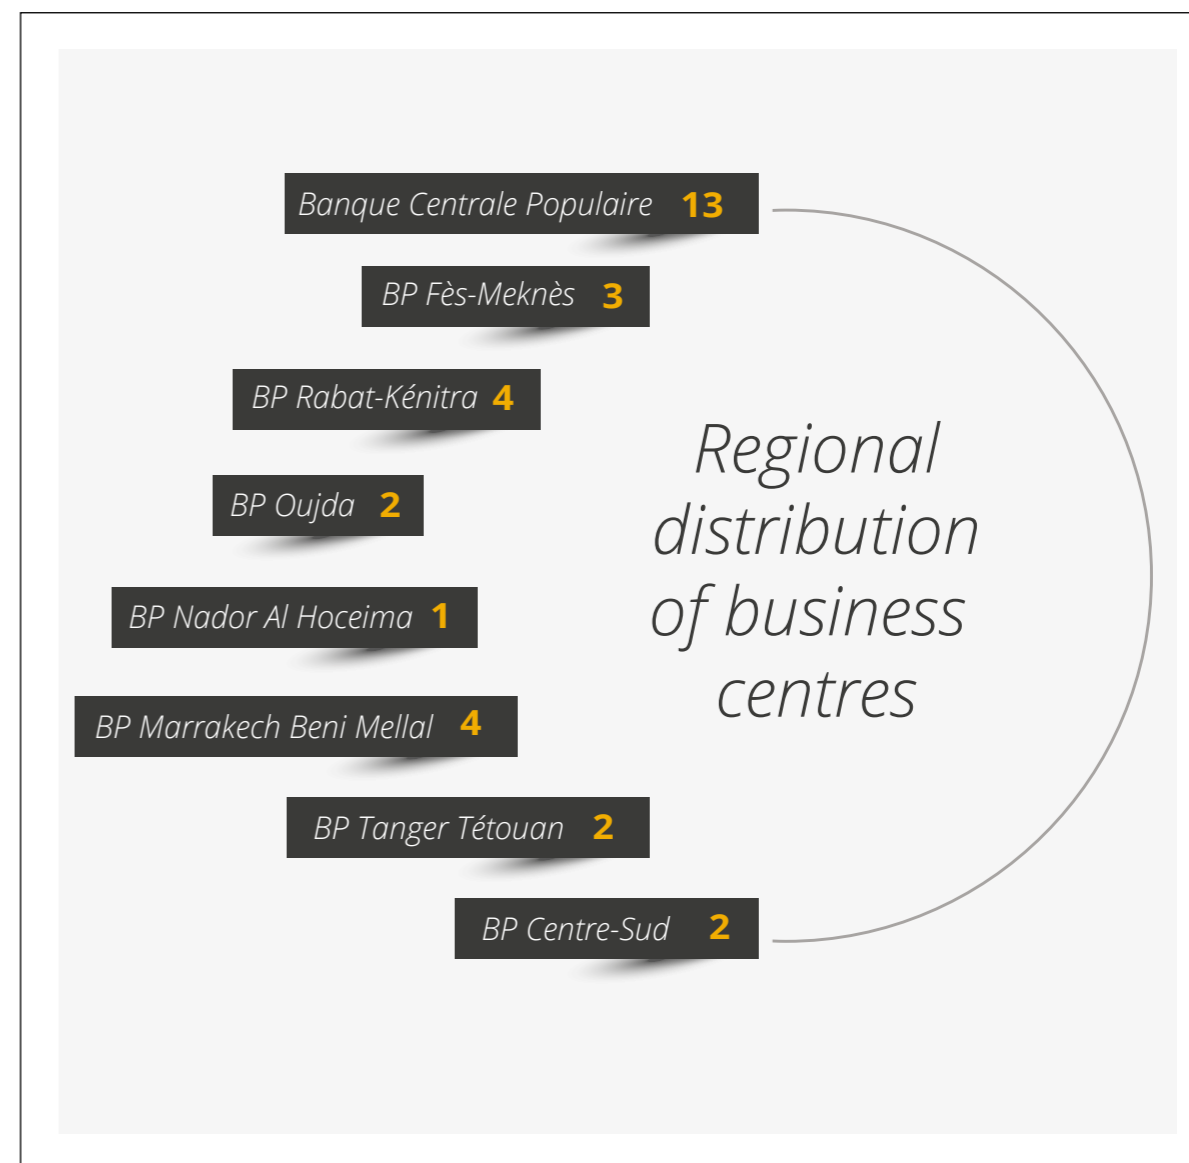 Banque Centrale Populaire 13
BP Fès-Meknès 3
BP Rabat-Kénitra 4
BP Oujda 2
BP Nador Al Hoceima 1
BP Marrakech Beni Mellal 4
BP Tanger Tétouan 2
BP Centre-Sud 2
Regional
distribution
of business
centres